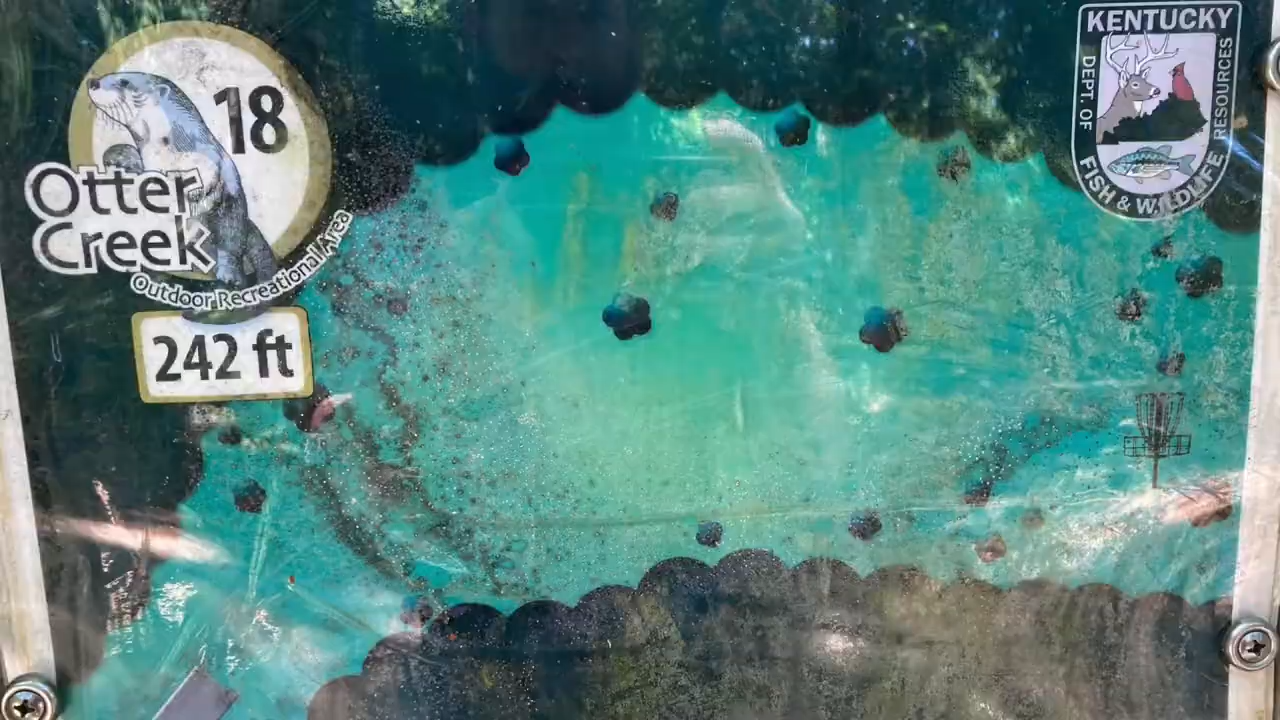 18
Otter
Creek
Outdoor Recreational Area
242 ft
KENTUCKY
DEPT. OF
RESOURCES
FISH & WILDLIFE